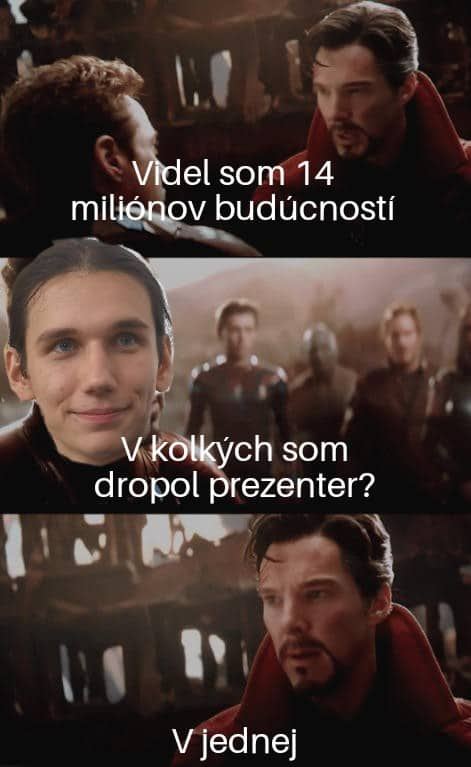 Videl som 14
miliónov budúcností
V kolkých som
dropol prezenter?
V jednej